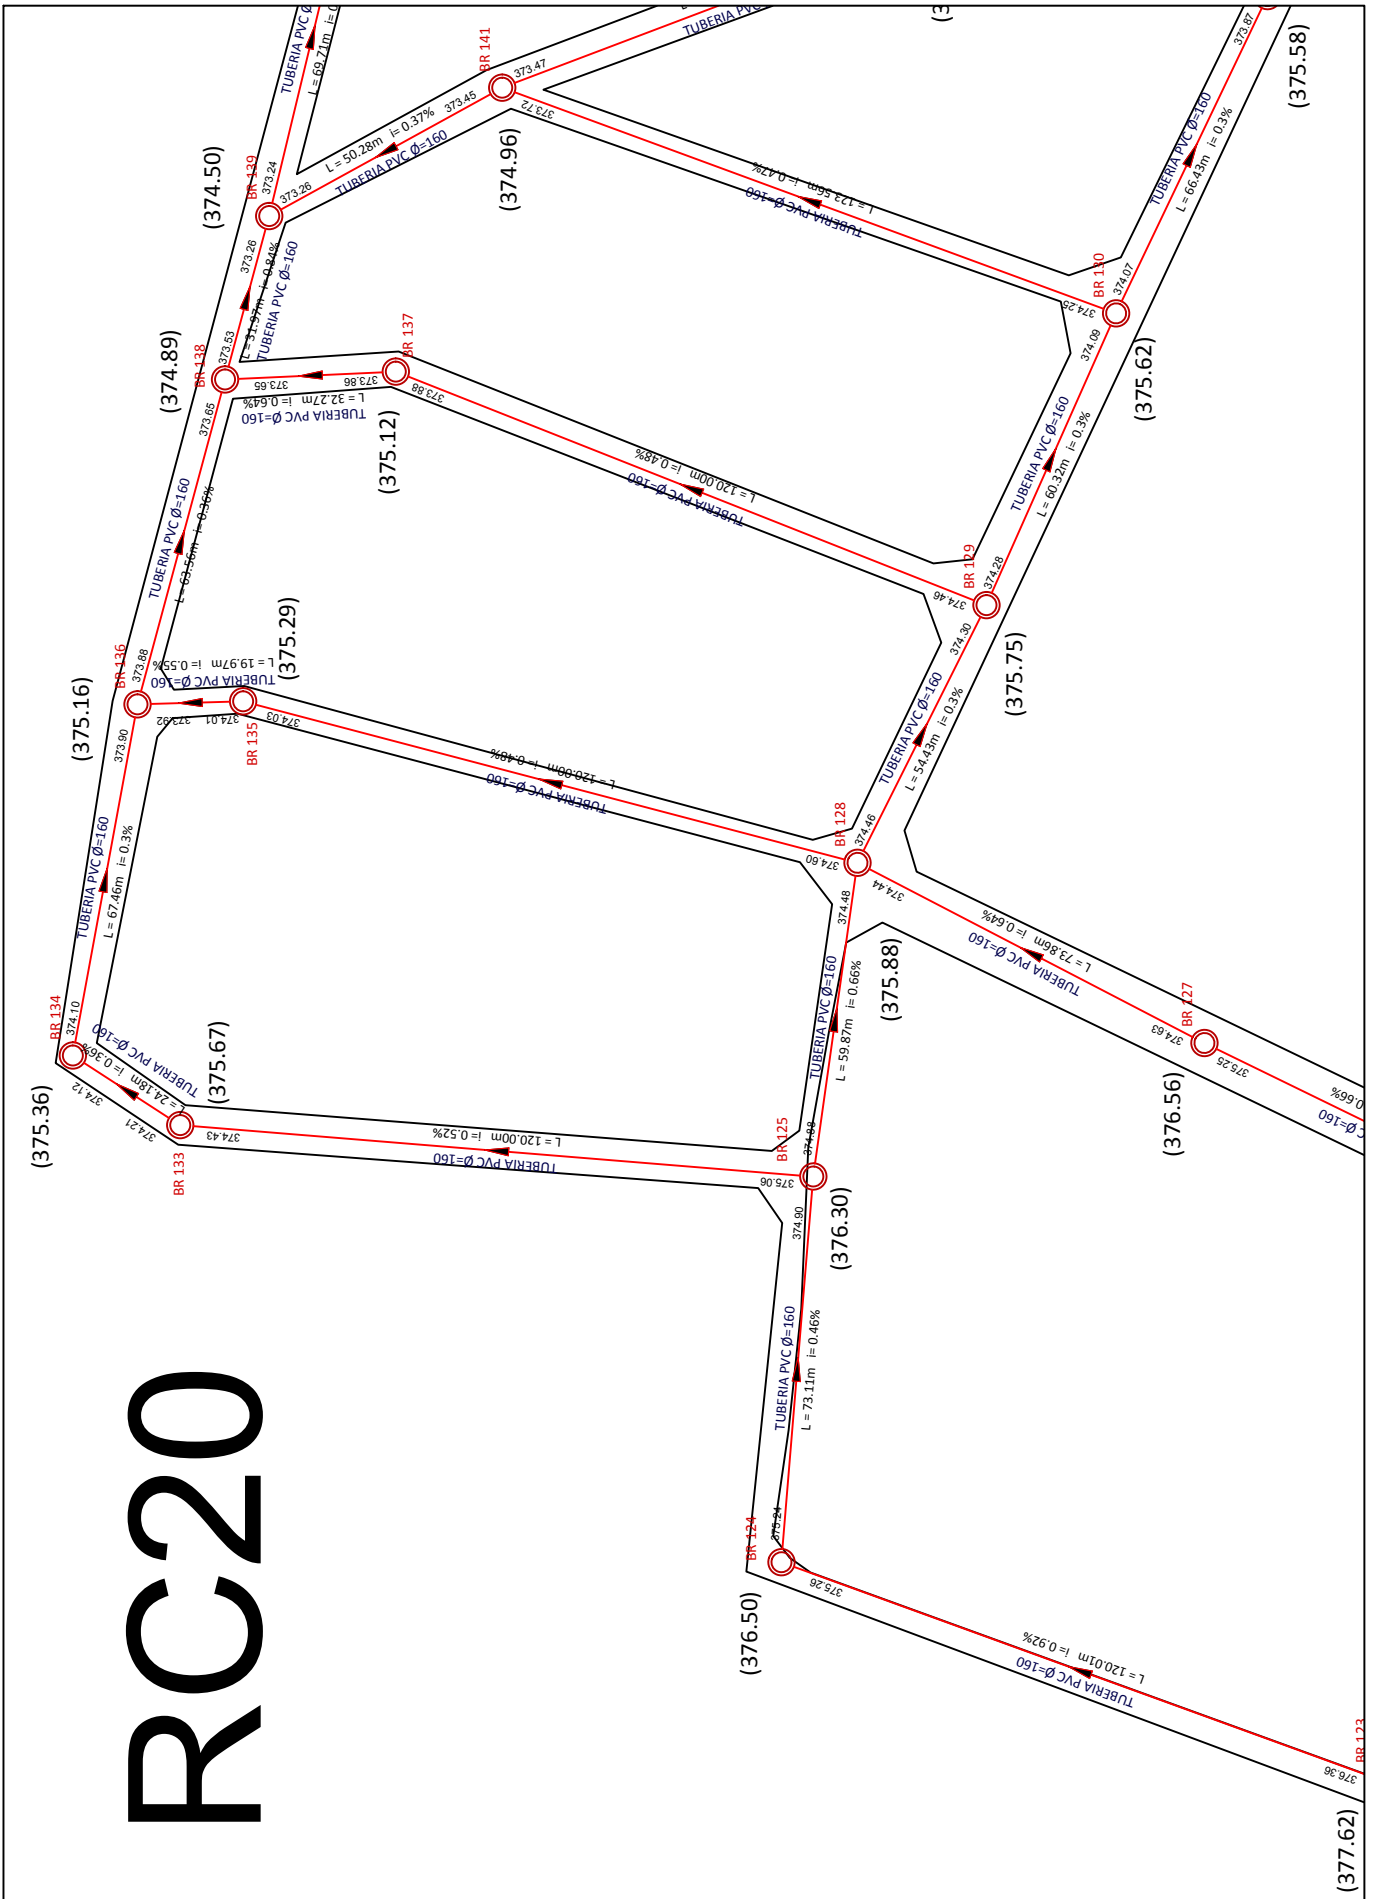 RC20
TUBERIA PVC Ø
L = 69.71m
TUBERIA PVC
BR 141
373.47
373.45
373.72
(374.96)
L = 50.28m i= 0.37%
TUBERIA PVC Ø=160
(374.50)
BR 139
373.24
373.26
373.26
L = 31.97m i= 0.84%
TUBERIA PVC Ø=160
(374.89)
BR 138
373.53
373.65
373.65
L = 32.27m i= 0.64%
TUBERIA PVC Ø=160
373.86
BR 137
373.88
(375.12)
L = 120.00m i= 0.48%
TUBERIA PVC Ø=160
L = 123.56m i= 0.47%
TUBERIA PVC Ø=160
373.87
(375.58)
TUBERIA PVC Ø=160
L = 66.43m i= 0.3%
BR 130
374.07
374.25
374.09
(375.62)
TUBERIA PVC Ø=160
L = 60.32m i= 0.3%
BR 129
374.28
374.46
374.30
(375.75)
TUBERIA PVC Ø=160
L = 54.43m i= 0.3%
TUBERIA PVC Ø=160
L = 63.56m i= 0.36%
(375.16)
BR 136
373.88
373.90
373.92
L = 19.97m i= 0.55%
TUBERIA PVC Ø=160
(375.29)
374.01
BR 135
374.03
L = 120.00m i= 0.48%
TUBERIA PVC Ø=160
BR 128
374.46
374.60
374.48
374.44
(375.88)
TUBERIA PVC Ø=160
L = 67.46m i= 0.3%
BR 134
374.10
374.12
(375.36)
L = 24.18m i= 0.36%
TUBERIA PVC Ø=160
374.21
BR 133
374.43
(375.67)
L = 120.00m i= 0.52%
TUBERIA PVC Ø=160
TUBERIA PVC Ø=160
L = 59.87m i= 0.66%
BR 125
374.88
375.06
374.90
(376.30)
L = 73.86m i= 0.64%
TUBERIA PVC Ø=160
374.63
BR 127
375.25
(376.56)
0.66%
Ø=160
TUBERIA PVC Ø=160
L = 73.11m i= 0.46%
BR 124
375.24
375.26
(376.50)
L = 120.01m i= 0.92%
TUBERIA PVC Ø=160
BR 123
376.36
(377.62)